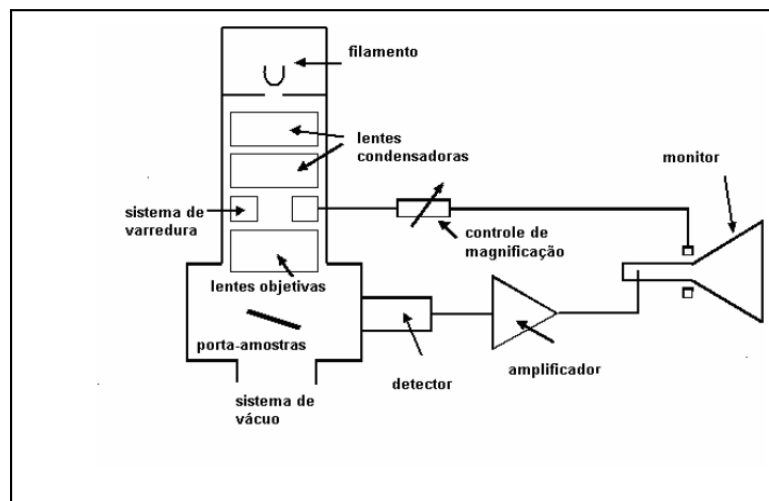 filamento
lentes
condensadoras
monitor
sistema de
varredura
controle de
magnificação
lentes objetivas
porta-amostras
detector
amplificador
sistema de
vácuo